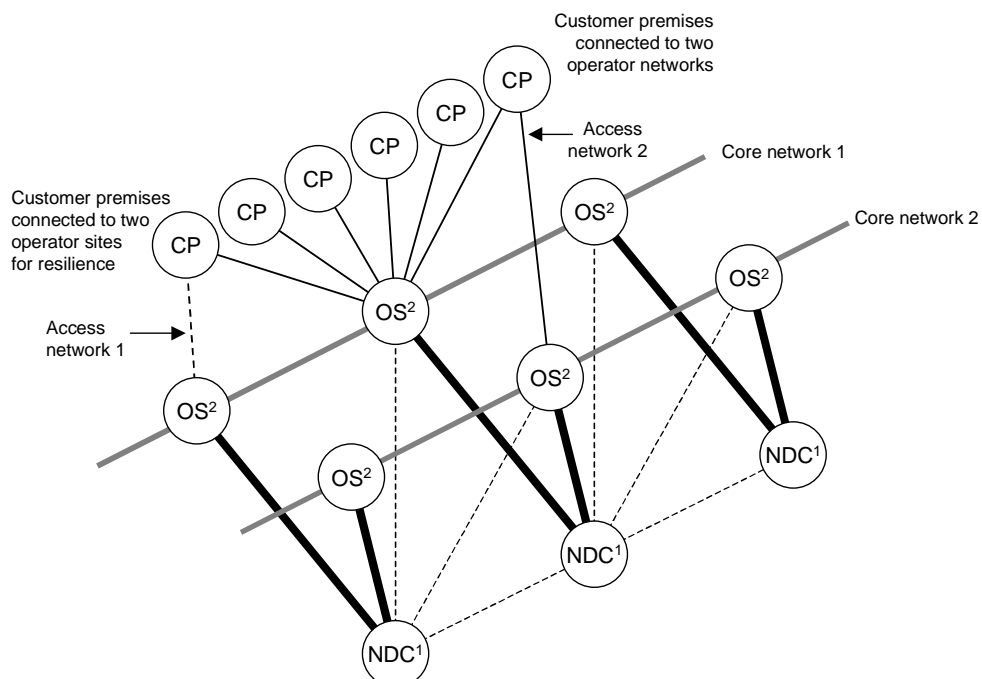 Customer premises
connected to two
operator networks
CP
CP
CP
CP
CP
CP
Access
network 2
Core network 1
Core network 2
Customer premises
connected to two
operator sites
for resilience
Access
network 1
OS²
OS²
OS²
OS²
OS²
OS²
NDC¹
NDC¹
NDC¹